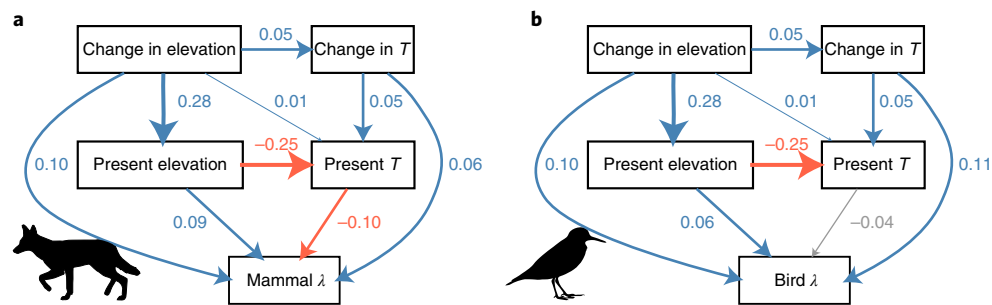 a
Change in elevation
0.05
Change in T
0.28
0.01
0.05
0.10
Present elevation
–0.25
Present T
0.06
0.09
–0.10
Mammal λ
b
Change in elevation
0.05
Change in T
0.28
0.01
0.05
0.10
Present elevation
–0.25
Present T
0.11
0.06
–0.04
Bird λ